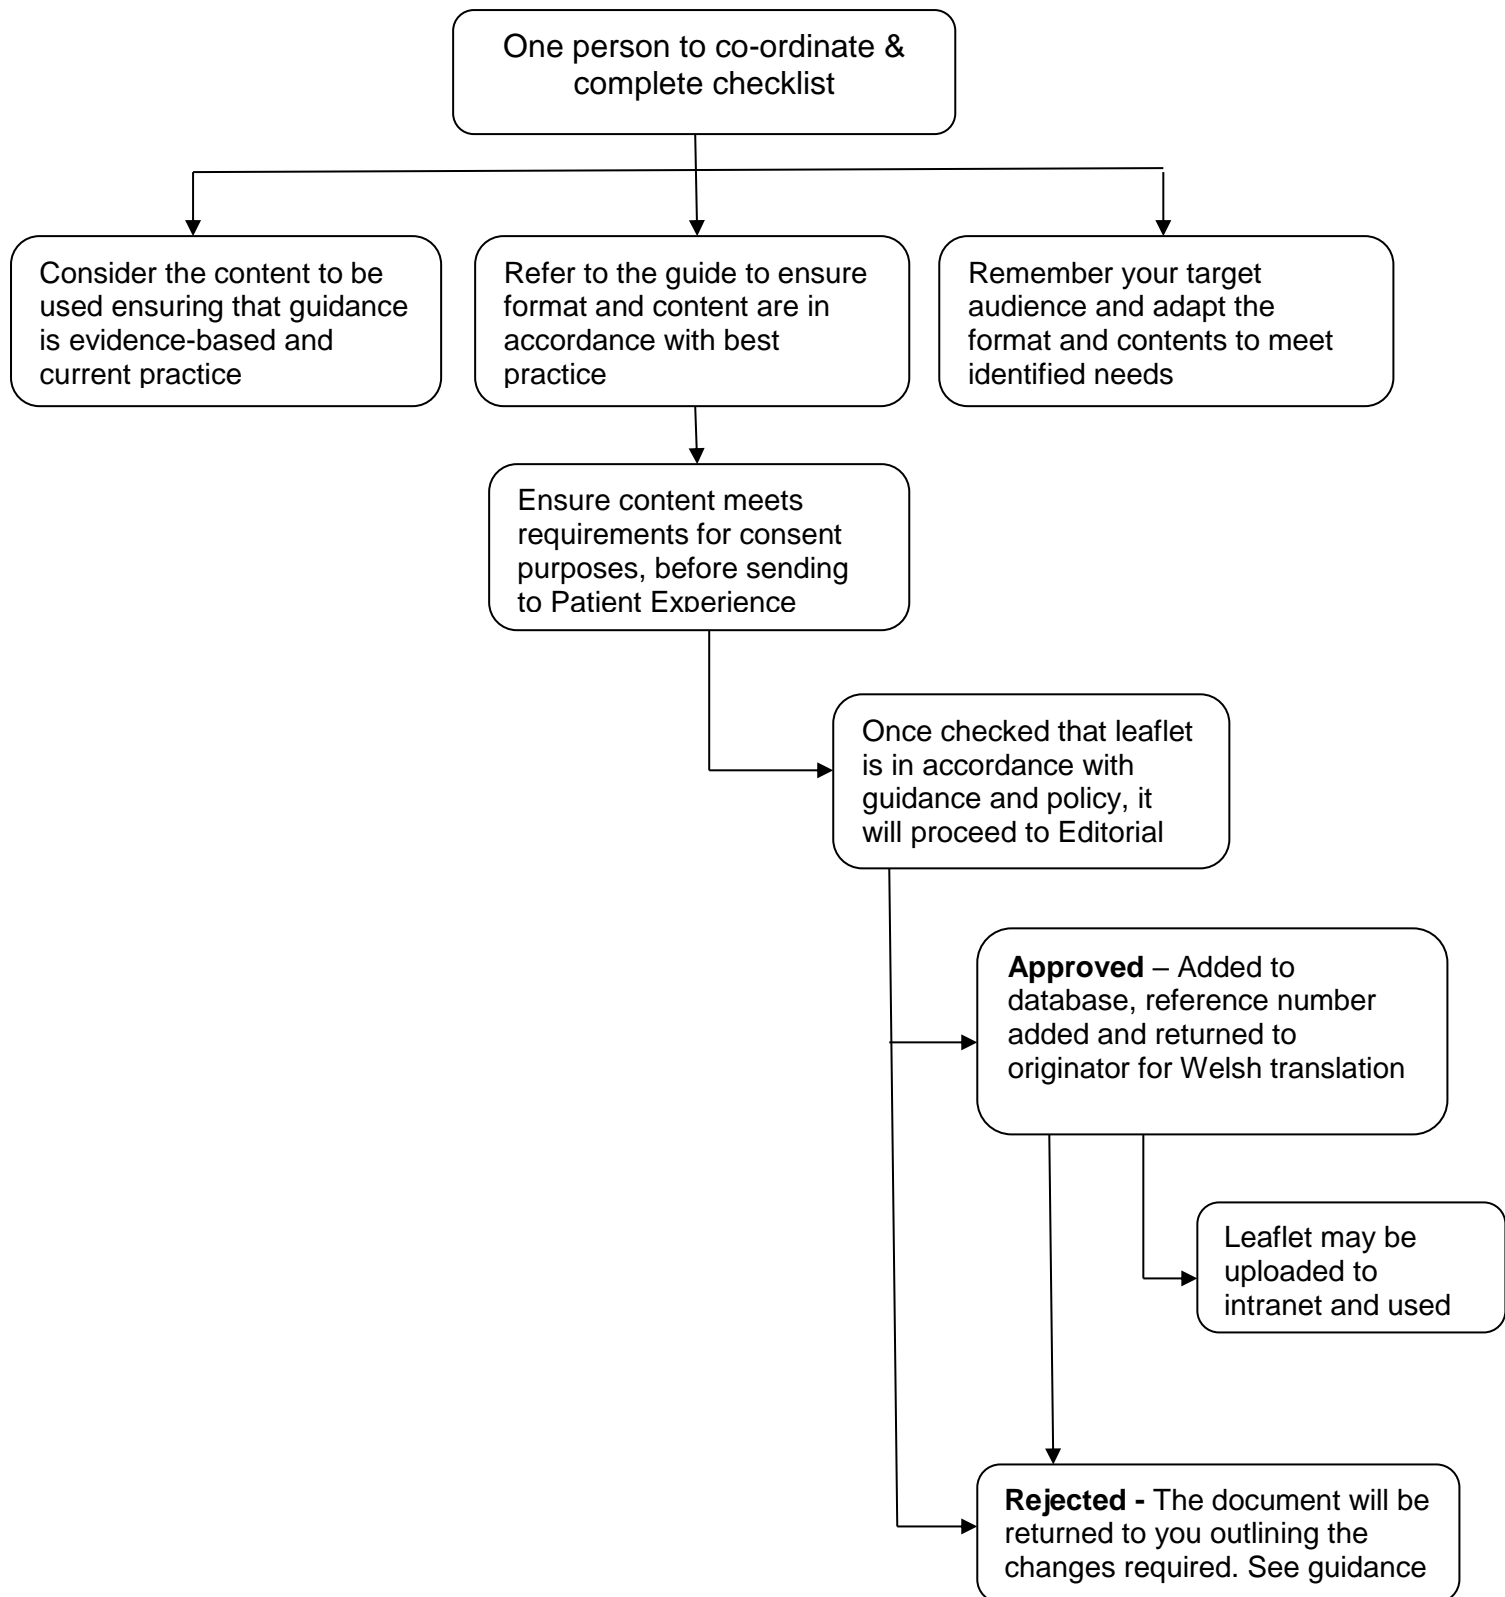 One person to co-ordinate &
complete checklist
Consider the content to be
used ensuring that guidance
is evidence-based and
current practice
Refer to the guide to ensure
format and content are in
accordance with best
practice
Remember your target
audience and adapt the
format and contents to meet
identified needs
Ensure content meets
requirements for consent
purposes, before sending
to Patient Experience
Once checked that leaflet
is in accordance with
guidance and policy, it
will proceed to Editorial
Approved – Added to
database, reference number
added and returned to
originator for Welsh translation
Leaflet may be
uploaded to
intranet and used
Rejected - The document will be
returned to you outlining the
changes required. See guidance